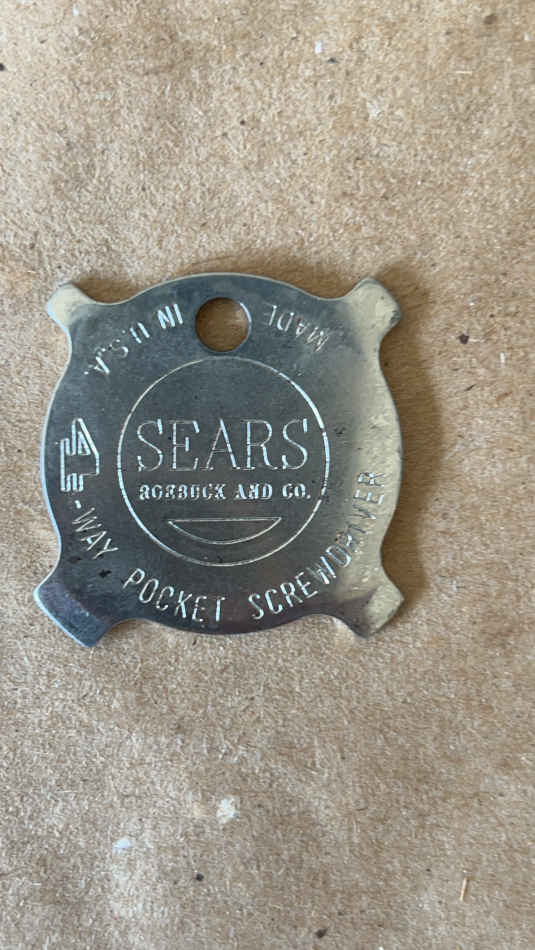 MADE IN U.S.A.
SEARS
ROEBUCK AND CO.
4-WAY POCKET SCREWDRIVER